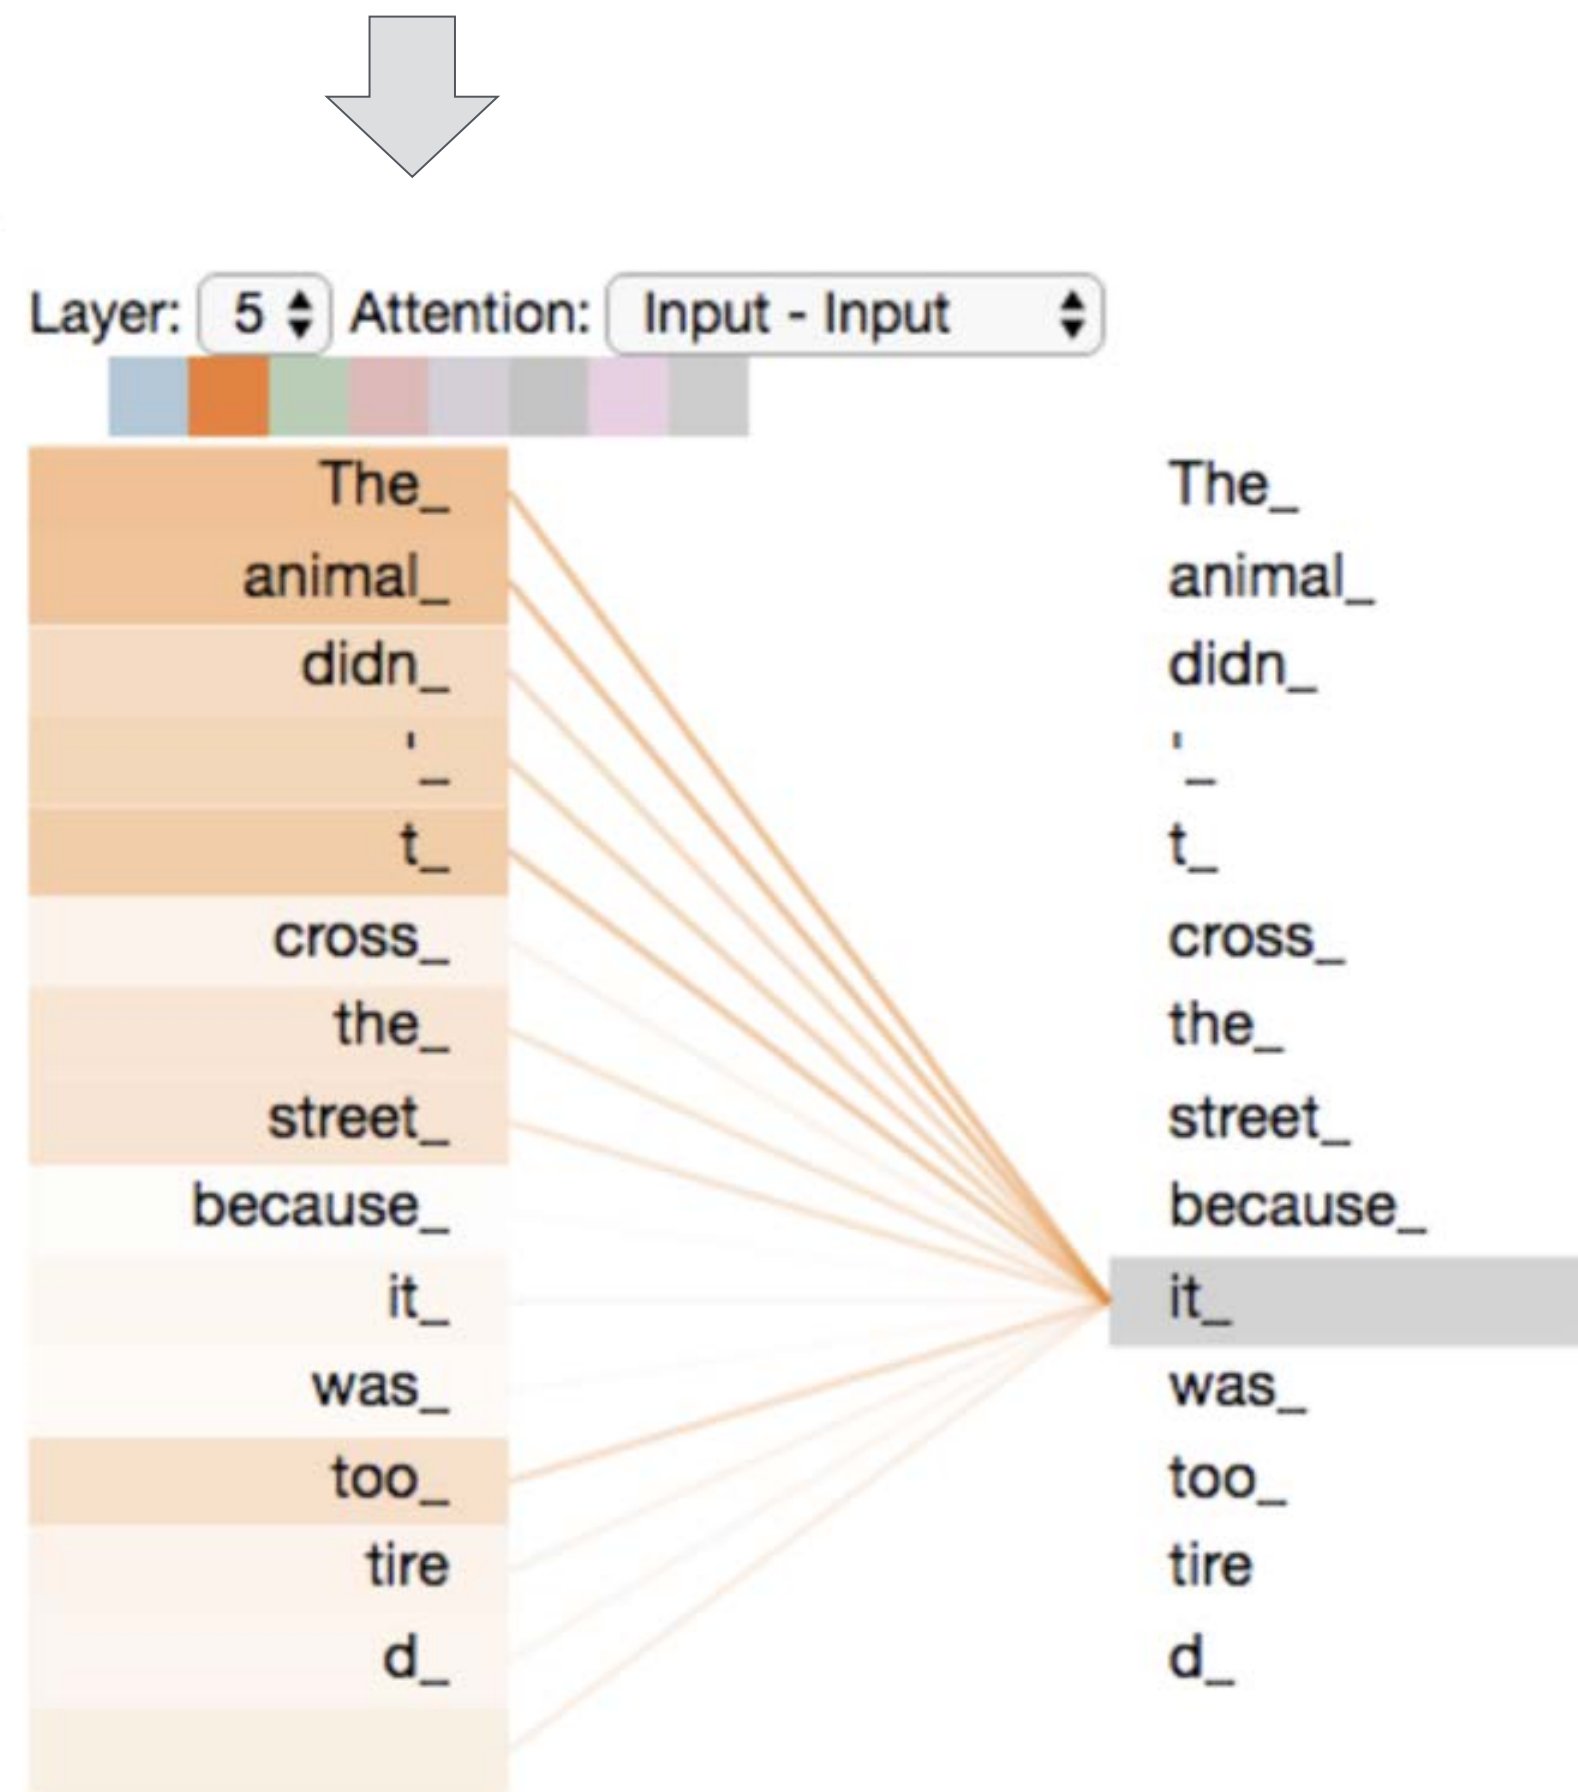 Layer: 5 Attention: Input - Input
The_ The_
animal_ animal_
didn_ didn_
'_ '_
t_ t_
cross_ cross_
the_ the_
street_ street_
because_ because_
it_ it_
was_ was_
too_ too_
tire tire
d_ d_